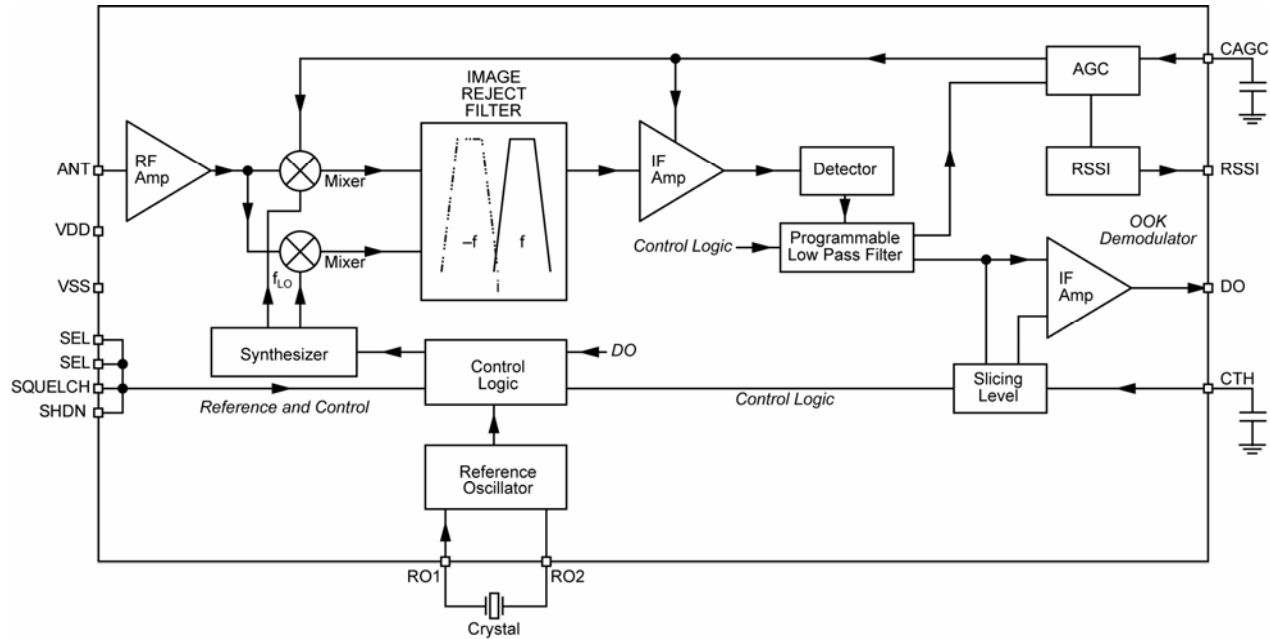 CAGC
AGC
IMAGE
REJECT
FILTER
ANT
RF
Amp
Mixer
IF
Amp
Detector
RSSI
RSSI
VDD
–f
f
Mixer
Control Logic
Programmable
Low Pass Filter
OOK
Demodulator
VSS
fLO
i
IF
Amp
DO
SEL
SEL
SQUELCH
SHDN
Synthesizer
Control
Logic
DO
Slicing
Level
CTH
Reference and Control
Control Logic
Reference
Oscillator
RO1
RO2
Crystal